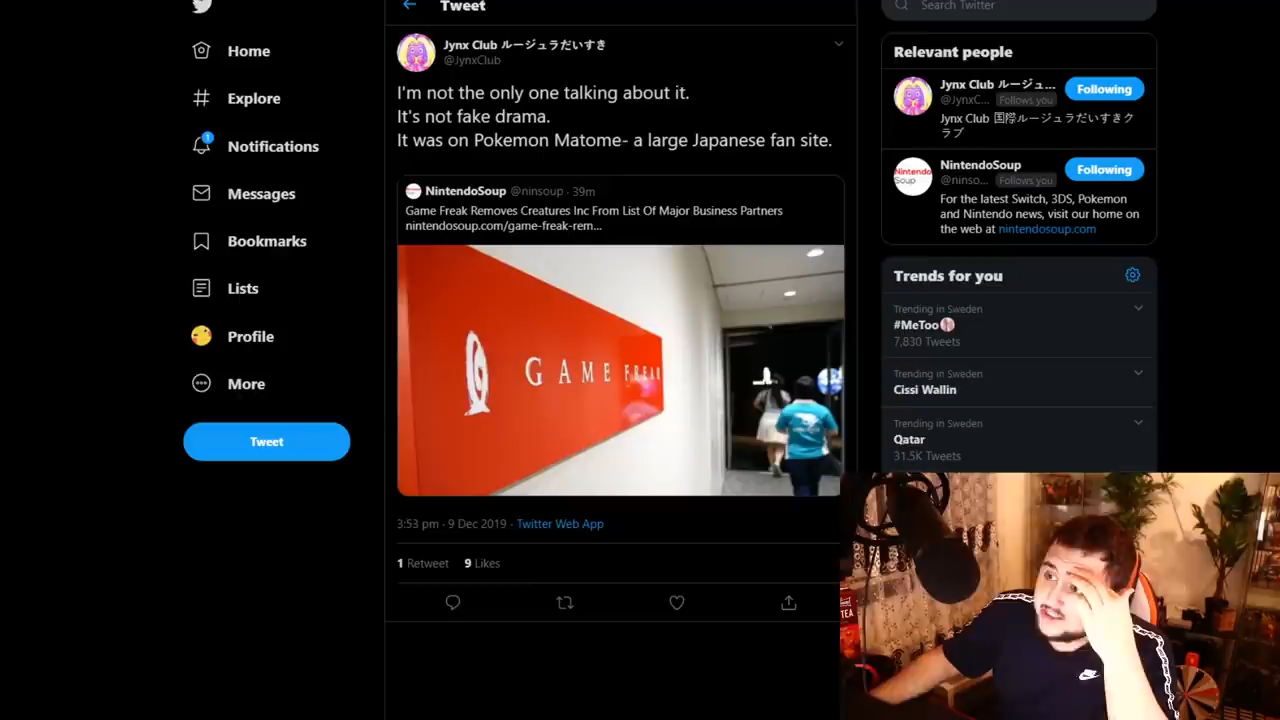 Tweet
Search Twitter
Home
Explore
1
Notifications
Messages
Bookmarks
Lists
Profile
More
Tweet
Jynx Club ルージュラだいすき
@JynxClub
I'm not the only one talking about it.
It's not fake drama.
It was on Pokemon Matome- a large Japanese fan site.
NintendoSoup @ninsoup · 39m
Game Freak Removes Creatures Inc From List Of Major Business Partners
nintendosoup.com/game-freak-rem...
GAME FREAK
3:53 pm · 9 Dec 2019 · Twitter Web App
1 Retweet 9 Likes
Relevant people
Jynx Club ルージュ...
Following
@JynxC... Follows you
Jynx Club 国際ルージュラだいすきク
ラブ
NintendoSoup
Following
@ninso... Follows you
Nintendo
Soup
For the latest Switch, 3DS, Pokemon
and Nintendo news, visit our home on
the web at nintendosoup.com
Trends for you
Trending in Sweden
#MeToo
7,830 Tweets
Trending in Sweden
Cissi Wallin
Trending in Sweden
Qatar
31.5K Tweets
TEA